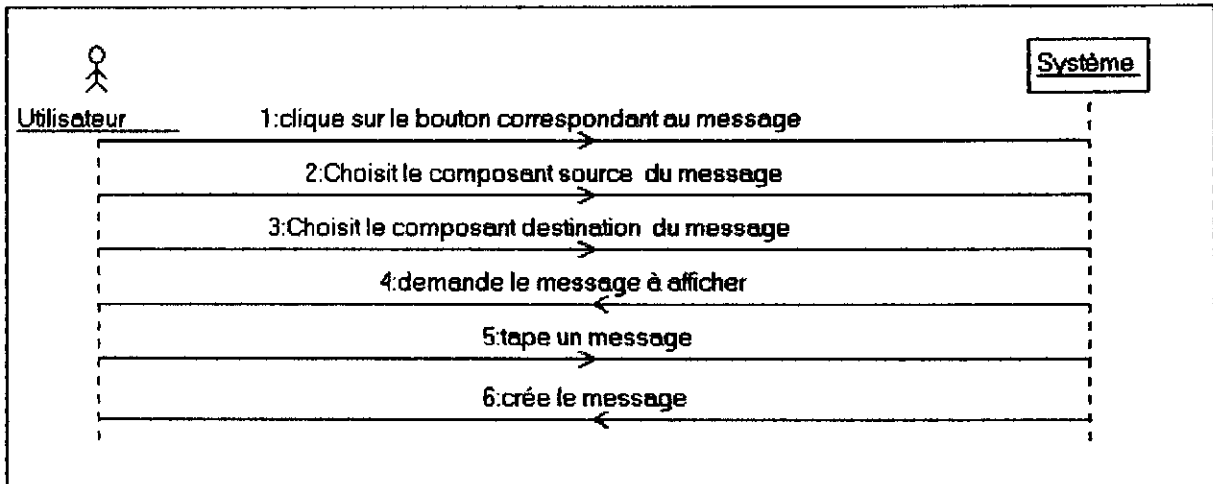 Système
Utilisateur
1:clique sur le bouton correspondant au message
2:Choisit le composant source du message
3:Choisit le composant destination du message
4:demande le message à afficher
5:tape un message
6:crée le message